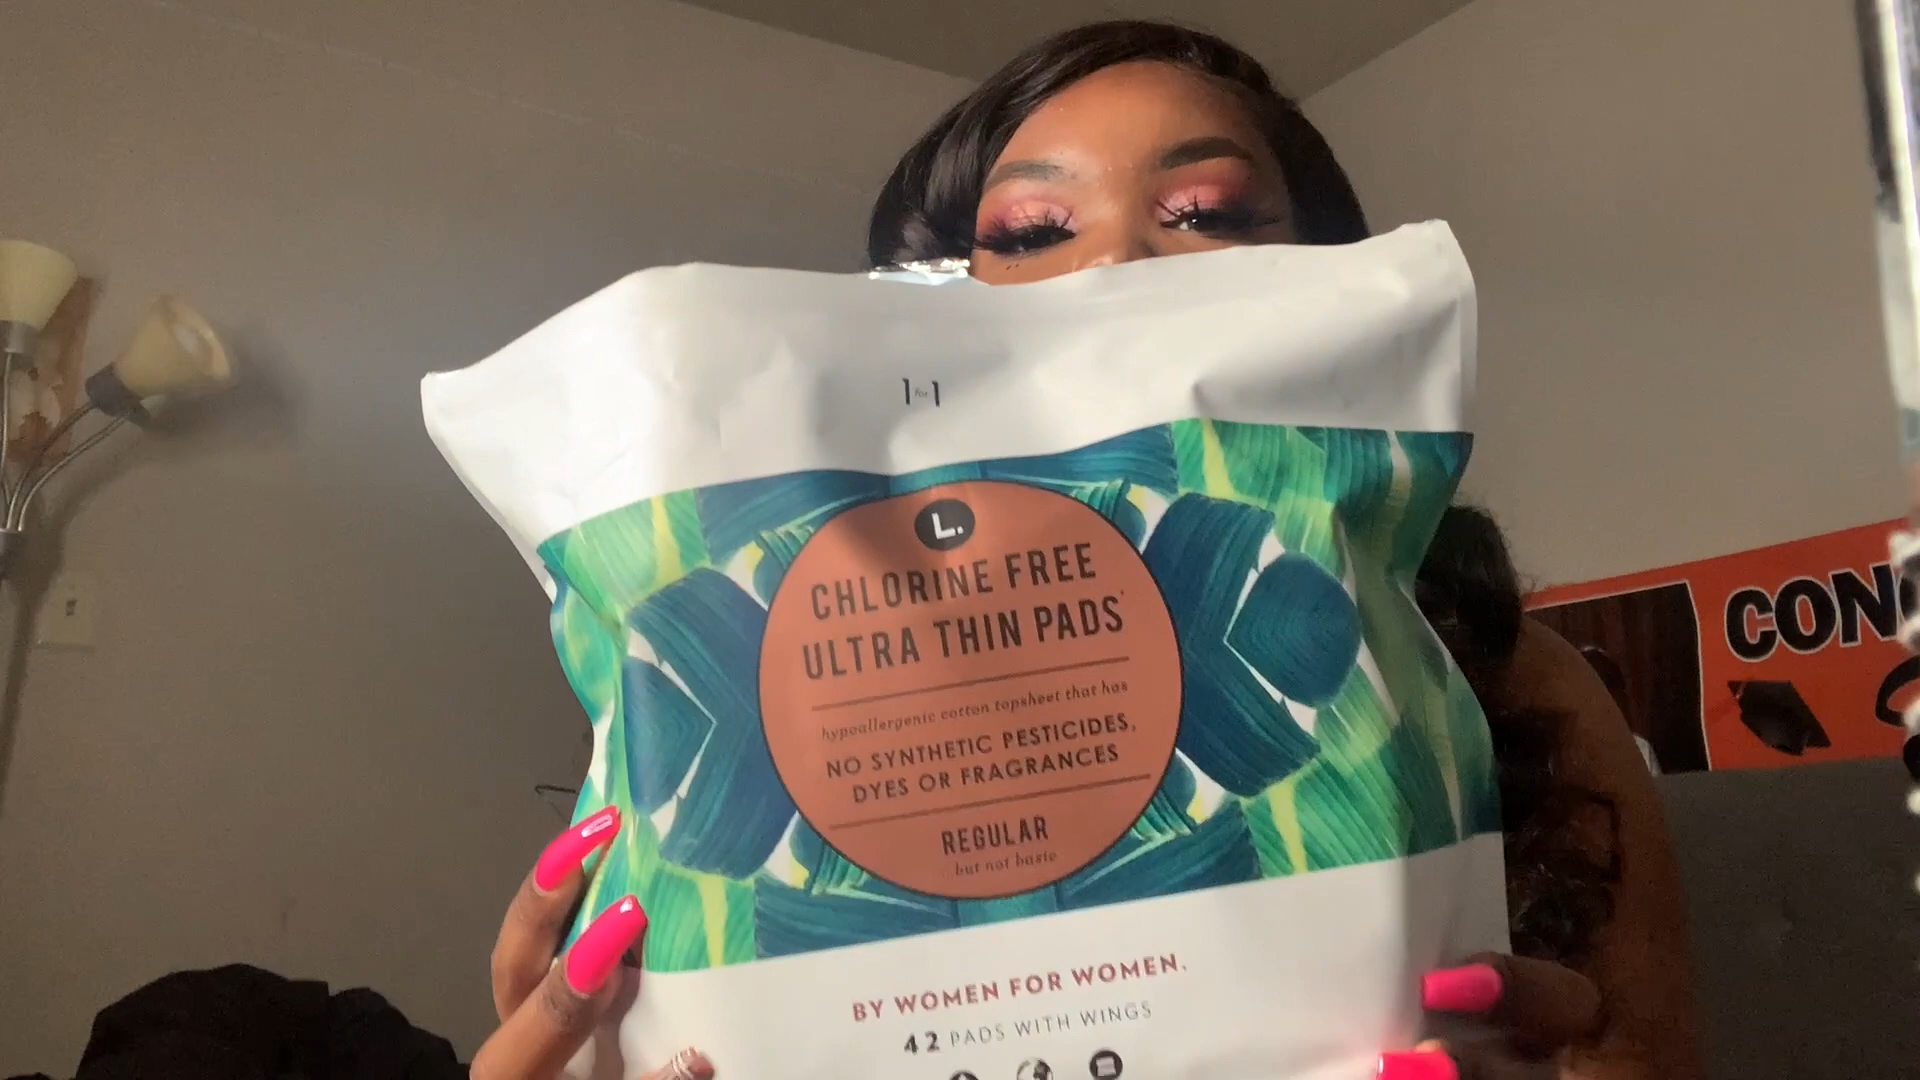 1 for 1
L.
CHLORINE FREE
ULTRA THIN PADS
hypoallergenic cotton topsheet that has
NO SYNTHETIC PESTICIDES,
DYES OR FRAGRANCES
REGULAR
but not basic
BY WOMEN FOR WOMEN.
42 PADS WITH WINGS
CON